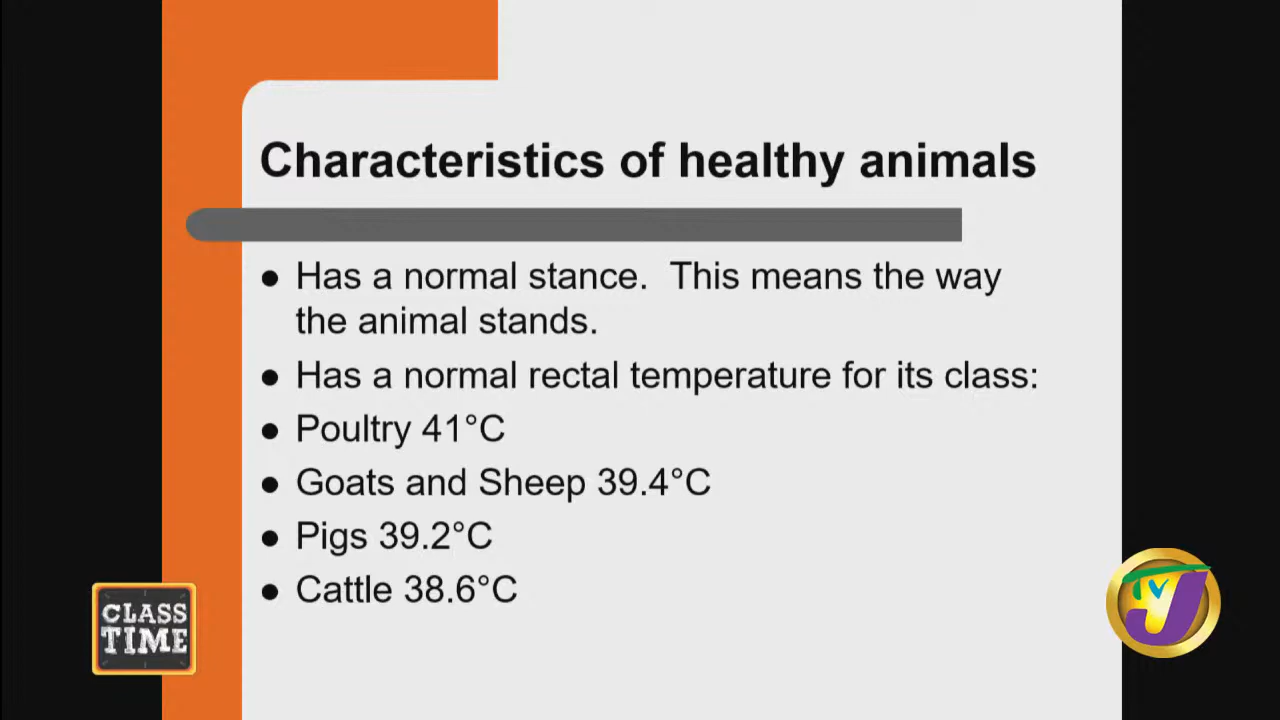 Characteristics of healthy animals
● Has a normal stance.  This means the way
the animal stands.
● Has a normal rectal temperature for its class:
● Poultry 41°C
● Goats and Sheep 39.4°C
● Pigs 39.2°C
● Cattle 38.6°C
CLASS
TIME
TVJ